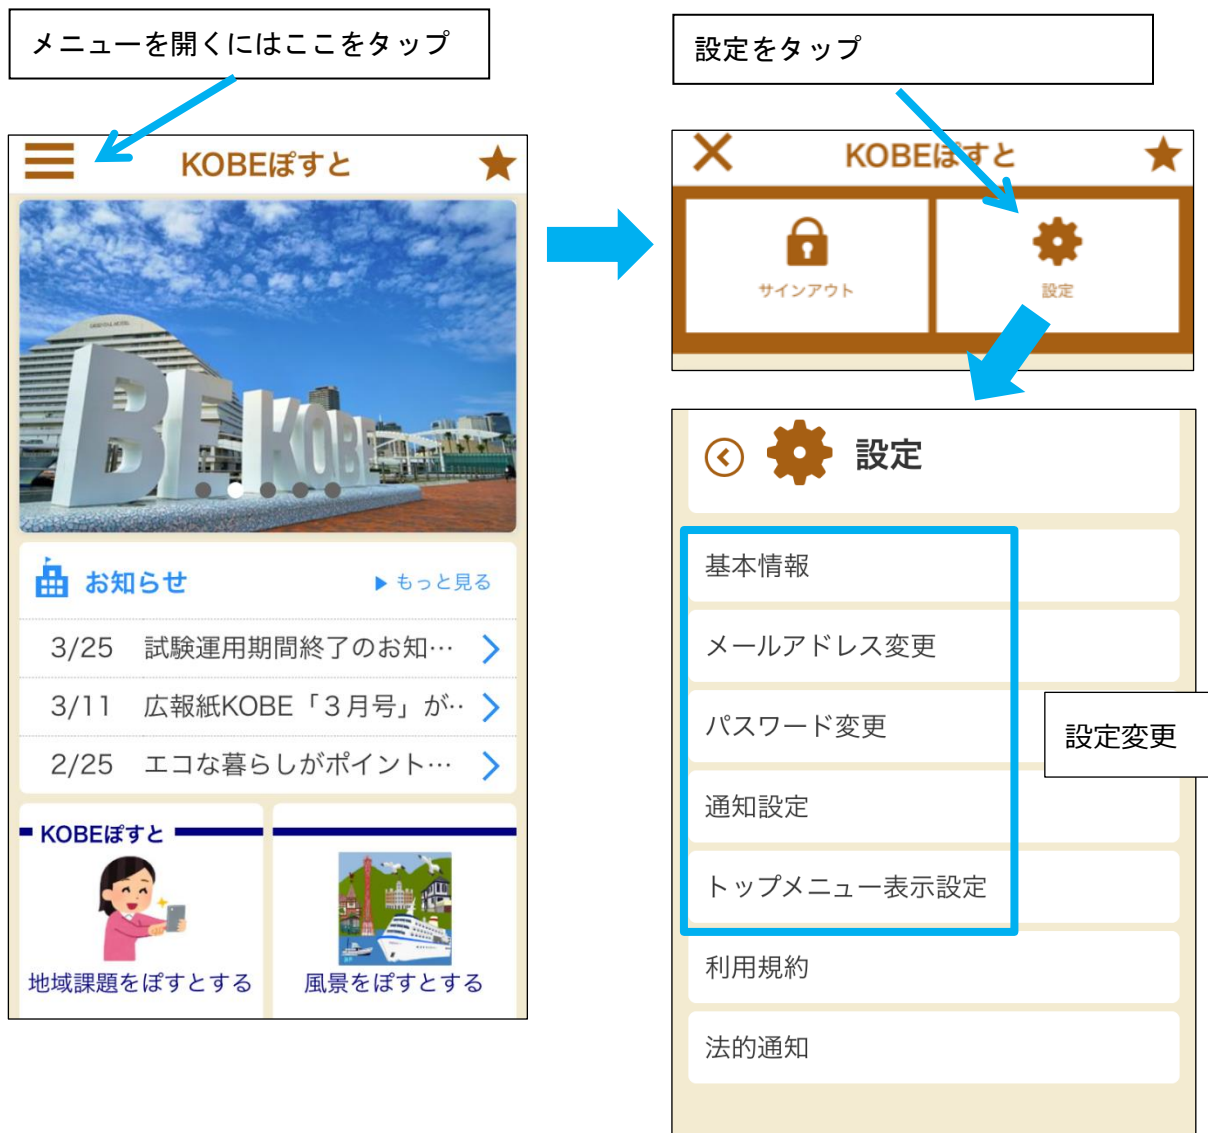 メニューを開くにはここをタップ
設定をタップ
KOBEぽすと
BE KOBE
お知らせ
もっと見る
3/25 試験運用期間終了のお知…
3/11 広報紙KOBE「３月号」が‥
2/25 エコな暮らしがポイント…
KOBEぽすと
地域課題をぽすとする
風景をぽすとする
KOBEぽすと
サインアウト
設定
設定
基本情報
メールアドレス変更
パスワード変更
設定変更
通知設定
トップメニュー表示設定
利用規約
法的通知